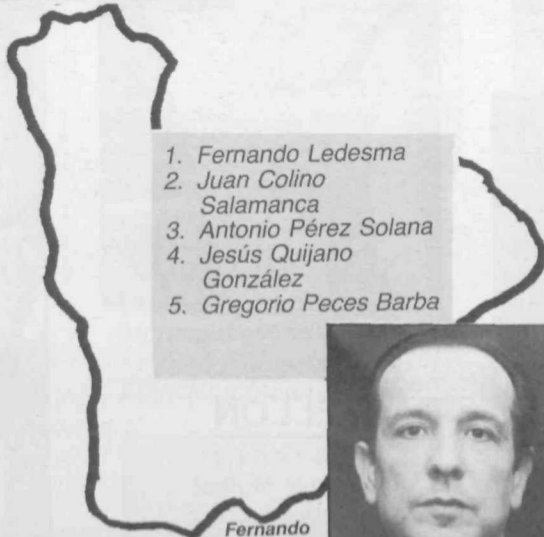 1. Fernando Ledesma
2. Juan Colino
Salamanca
3. Antonio Pérez Solana
4. Jesús Quijano
González
5. Gregorio Peces Barba
Fernando